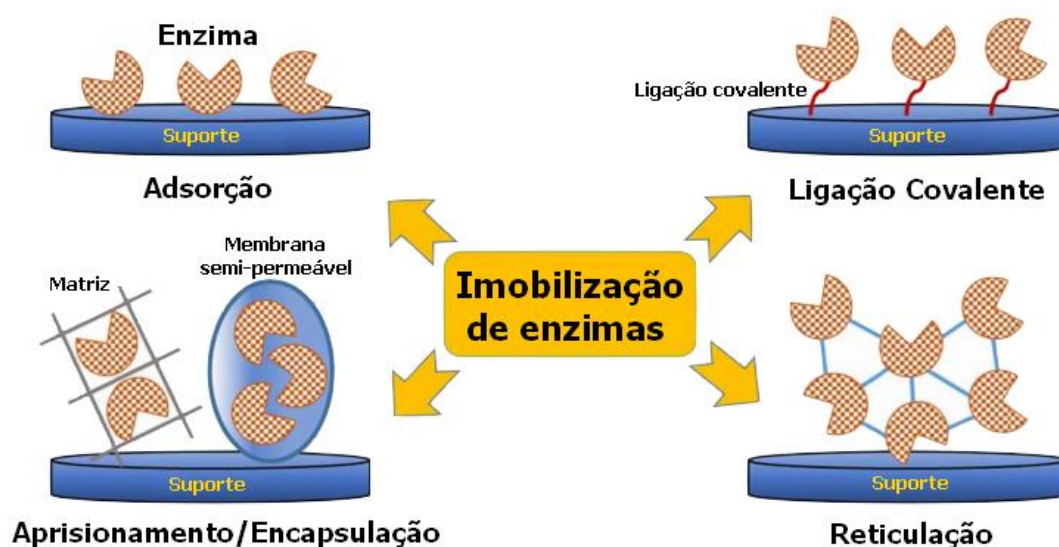 Enzima
Suporte
Adsorção
Ligação covalente
Suporte
Ligação Covalente
Imobilização
de enzimas
Matriz
Membrana
semi-permeável
Suporte
Aprisionamento/Encapsulação
Suporte
Reticulação